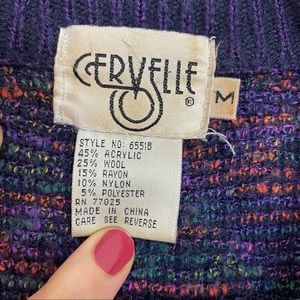 CERVELLE
®
M
STYLE NO: 6551B
45% ACRYLIC
25% WOOL
15% RAYON
10% NYLON
5% POLYESTER
RN 77025
MADE IN CHINA
CARE SEE REVERSE